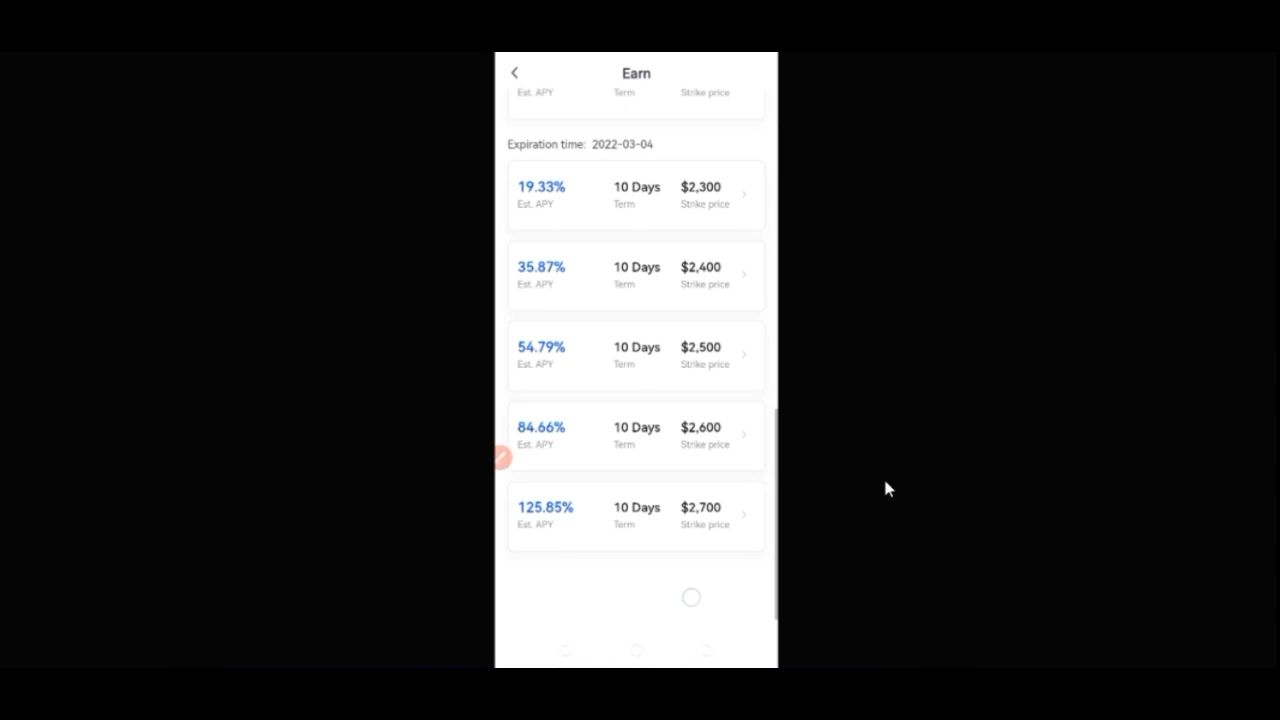 Earn
Est. APY Term Strike price
Expiration time: 2022-03-04
19.33% 10 Days $2,300
Est. APY Term Strike price
35.87% 10 Days $2,400
Est. APY Term Strike price
54.79% 10 Days $2,500
Est. APY Term Strike price
84.66% 10 Days $2,600
Est. APY Term Strike price
125.85% 10 Days $2,700
Est. APY Term Strike price